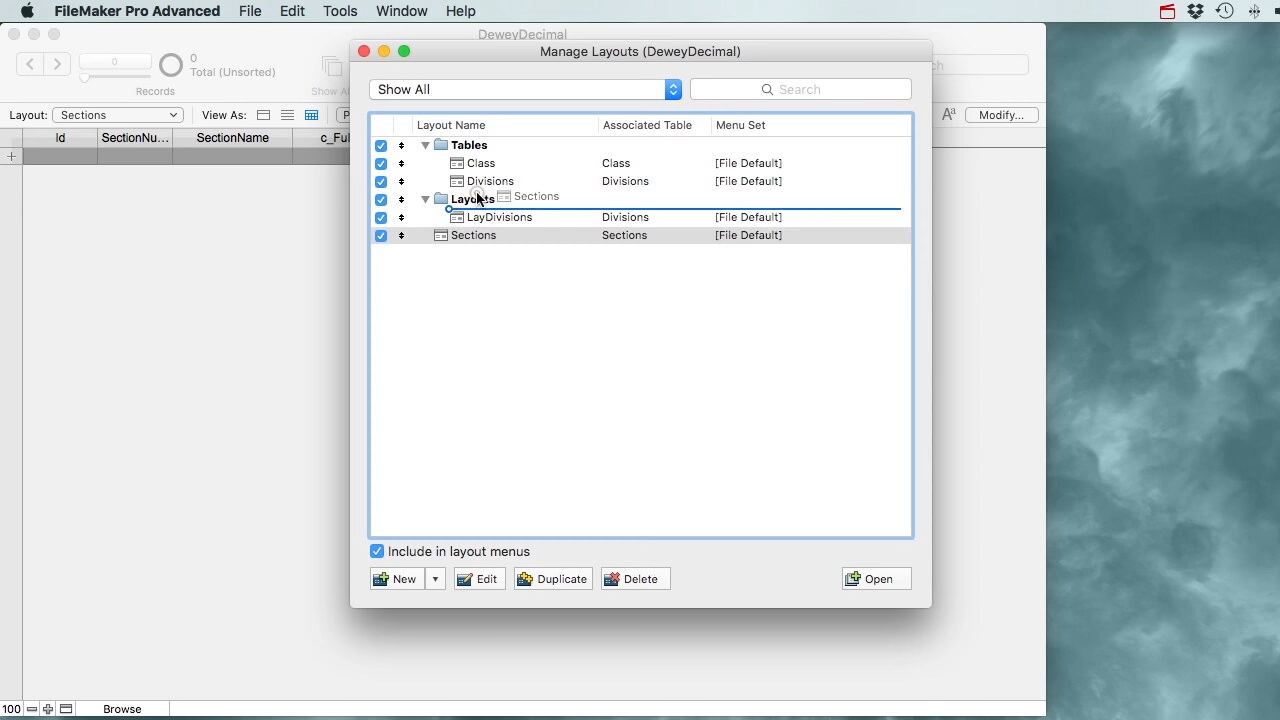 FileMaker Pro Advanced File Edit Tools Window Help
DeweyDecimal
Manage Layouts (DeweyDecimal)
0
0
Total (Unsorted)
Records
Show All
Search
Layout: Sections View As: Modify...
Id SectionNu... SectionName c_Ful
Layout Name Associated Table Menu Set
Tables
Class Class [File Default]
Divisions Divisions [File Default]
Sections
Layouts
LayDivisions Divisions [File Default]
Sections Sections [File Default]
Include in layout menus
New Edit Duplicate Delete Open
100 Browse